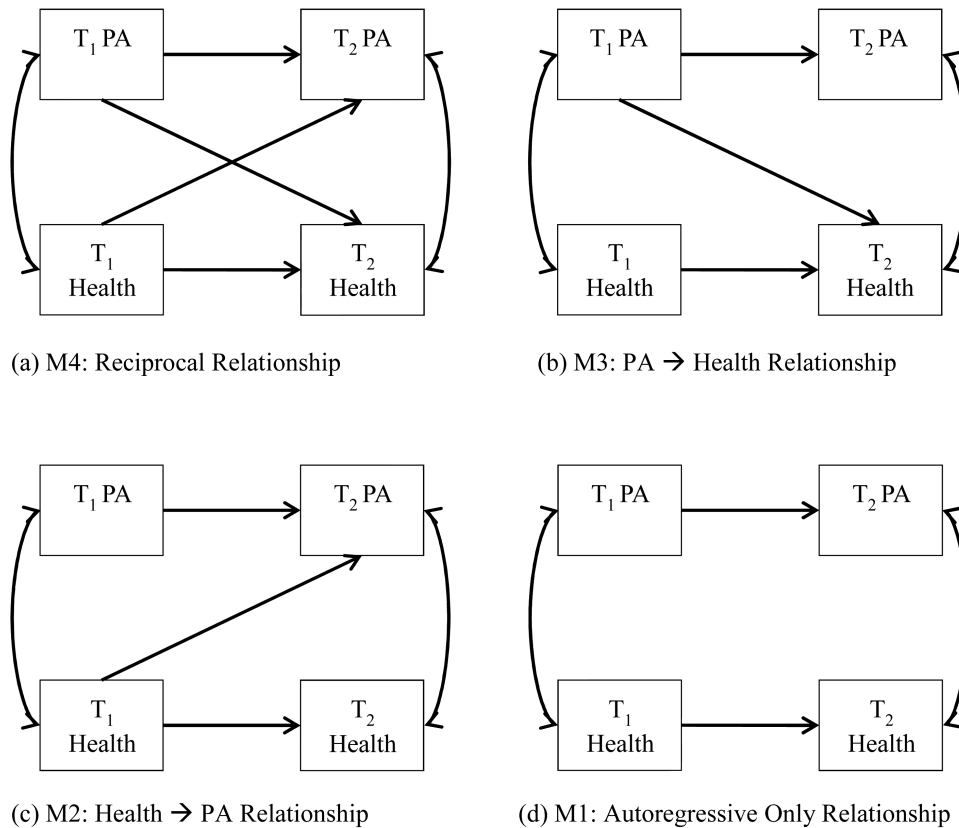 T1 PA
T2 PA
T1
Health
T2
Health
(a) M4: Reciprocal Relationship
T1 PA
T2 PA
T1
Health
T2
Health
(b) M3: PA → Health Relationship
T1 PA
T2 PA
T1
Health
T2
Health
(c) M2: Health → PA Relationship
T1 PA
T2 PA
T1
Health
T2
Health
(d) M1: Autoregressive Only Relationship